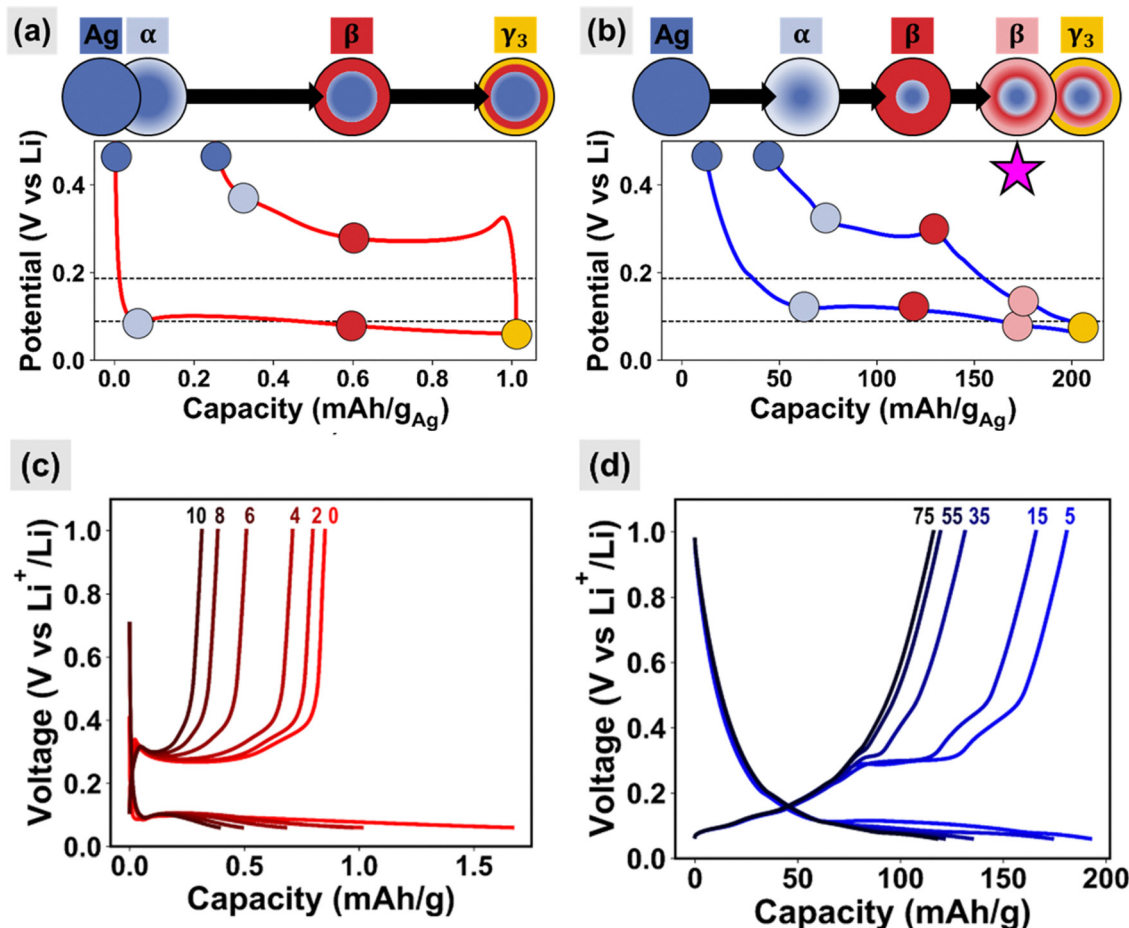 (a)
Ag α β γ₃
Potential (V vs Li)
0.4
0.2
0.0
0.0 0.2 0.4 0.6 0.8 1.0
Capacity (mAh/gAg)
(b)
Ag α β β γ₃
Potential (V vs Li)
0.4
0.2
0.0
0 50 100 150 200
Capacity (mAh/gAg)
(c)
10 8 6 4 2 0
Voltage (V vs Li⁺/Li)
1.0
0.8
0.6
0.4
0.2
0.0
0.0 0.5 1.0 1.5
Capacity (mAh/g)
(d)
75 55 35 15 5
Voltage (V vs Li⁺/Li)
1.0
0.8
0.6
0.4
0.2
0.0
0 50 100 150 200
Capacity (mAh/g)